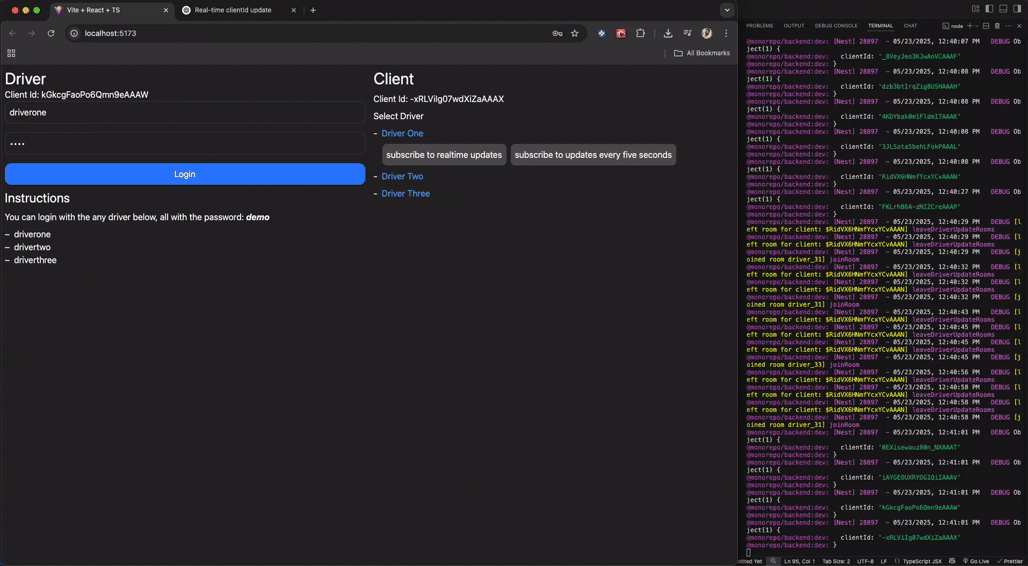 Vite + React + TS
Real-time clientId update
localhost:5173
All Bookmarks
Driver
Client Id: kGkcgFaoPo6Qmn9eAAAW
driverone
••••
Login
Instructions
You can login with the any driver below, all with the password: demo
– driverone
– drivertwo
– driverthree
Client
Client Id: -xRLViIg07wdXiZaAAAX
Select Driver
- Driver One
subscribe to realtime updates
subscribe to updates every five seconds
- Driver Two
- Driver Three
PROBLEMS OUTPUT DEBUG CONSOLE TERMINAL CHAT node
@monorepo/backend:dev: [Nest] 28897 - 05/23/2025, 12:40:07 PM DEBUG Ob
ject(1) {
@monorepo/backend:dev: clientId: '_BVeyJeo3KJwAnVCAAAF'
@monorepo/backend:dev: }
@monorepo/backend:dev: [Nest] 28897 - 05/23/2025, 12:40:08 PM DEBUG Ob
ject(1) {
@monorepo/backend:dev: clientId: 'dzb3btIrqZig8USHAAAH'
@monorepo/backend:dev: }
@monorepo/backend:dev: [Nest] 28897 - 05/23/2025, 12:40:08 PM DEBUG Ob
ject(1) {
@monorepo/backend:dev: clientId: '4KDYbak0m1FldmITAAAK'
@monorepo/backend:dev: }
@monorepo/backend:dev: [Nest] 28897 - 05/23/2025, 12:40:08 PM DEBUG Ob
ject(1) {
@monorepo/backend:dev: clientId: '3JLSotaSbehLFskPAAAL'
@monorepo/backend:dev: }
@monorepo/backend:dev: [Nest] 28897 - 05/23/2025, 12:40:08 PM DEBUG Ob
ject(1) {
@monorepo/backend:dev: clientId: 'RidVX6HNmfYcxYCvAAAN'
@monorepo/backend:dev: }
@monorepo/backend:dev: [Nest] 28897 - 05/23/2025, 12:40:27 PM DEBUG Ob
ject(1) {
@monorepo/backend:dev: clientId: 'FKLrhB6A-zNIZCreAAAP'
@monorepo/backend:dev: }
@monorepo/backend:dev: [Nest] 28897 - 05/23/2025, 12:40:29 PM DEBUG [l
eft room for client: $RidVX6HNmfYcxYCvAAAN] leaveDriverUpdateRooms
@monorepo/backend:dev: [Nest] 28897 - 05/23/2025, 12:40:29 PM DEBUG [l
eft room for client: $RidVX6HNmfYcxYCvAAAN] leaveDriverUpdateRooms
@monorepo/backend:dev: [Nest] 28897 - 05/23/2025, 12:40:29 PM DEBUG [j
oined room driver_31] joinRoom
@monorepo/backend:dev: [Nest] 28897 - 05/23/2025, 12:40:32 PM DEBUG [l
eft room for client: $RidVX6HNmfYcxYCvAAAN] leaveDriverUpdateRooms
@monorepo/backend:dev: [Nest] 28897 - 05/23/2025, 12:40:32 PM DEBUG [l
eft room for client: $RidVX6HNmfYcxYCvAAAN] leaveDriverUpdateRooms
@monorepo/backend:dev: [Nest] 28897 - 05/23/2025, 12:40:32 PM DEBUG [j
oined room driver_31] joinRoom
@monorepo/backend:dev: [Nest] 28897 - 05/23/2025, 12:40:43 PM DEBUG [l
eft room for client: $RidVX6HNmfYcxYCvAAAN] leaveDriverUpdateRooms
@monorepo/backend:dev: [Nest] 28897 - 05/23/2025, 12:40:45 PM DEBUG [l
eft room for client: $RidVX6HNmfYcxYCvAAAN] leaveDriverUpdateRooms
@monorepo/backend:dev: [Nest] 28897 - 05/23/2025, 12:40:45 PM DEBUG [l
eft room for client: $RidVX6HNmfYcxYCvAAAN] leaveDriverUpdateRooms
@monorepo/backend:dev: [Nest] 28897 - 05/23/2025, 12:40:45 PM DEBUG [j
oined room driver_33] joinRoom
@monorepo/backend:dev: [Nest] 28897 - 05/23/2025, 12:40:56 PM DEBUG [l
eft room for client: $RidVX6HNmfYcxYCvAAAN] leaveDriverUpdateRooms
@monorepo/backend:dev: [Nest] 28897 - 05/23/2025, 12:40:58 PM DEBUG [l
eft room for client: $RidVX6HNmfYcxYCvAAAN] leaveDriverUpdateRooms
@monorepo/backend:dev: [Nest] 28897 - 05/23/2025, 12:40:58 PM DEBUG [l
eft room for client: $RidVX6HNmfYcxYCvAAAN] leaveDriverUpdateRooms
@monorepo/backend:dev: [Nest] 28897 - 05/23/2025, 12:40:58 PM DEBUG [j
oined room driver_31] joinRoom
@monorepo/backend:dev: [Nest] 28897 - 05/23/2025, 12:41:01 PM DEBUG Ob
ject(1) {
@monorepo/backend:dev: clientId: '0EXisewauz80n_NXAAAT'
@monorepo/backend:dev: }
@monorepo/backend:dev: [Nest] 28897 - 05/23/2025, 12:41:01 PM DEBUG Ob
ject(1) {
@monorepo/backend:dev: clientId: 'iAYGEOUXRYDG1QiIAAAV'
@monorepo/backend:dev: }
@monorepo/backend:dev: [Nest] 28897 - 05/23/2025, 12:41:01 PM DEBUG Ob
ject(1) {
@monorepo/backend:dev: clientId: 'kGkcgFaoPo6Qmn9eAAAW'
@monorepo/backend:dev: }
@monorepo/backend:dev: [Nest] 28897 - 05/23/2025, 12:41:01 PM DEBUG Ob
ject(1) {
@monorepo/backend:dev: clientId: '-xRLViIg07wdXiZaAAAX'
@monorepo/backend:dev: }
nitted Yet Ln 95, Col 1 Tab Size: 2 UTF-8 LF TypeScript JSX Go Live Prettier